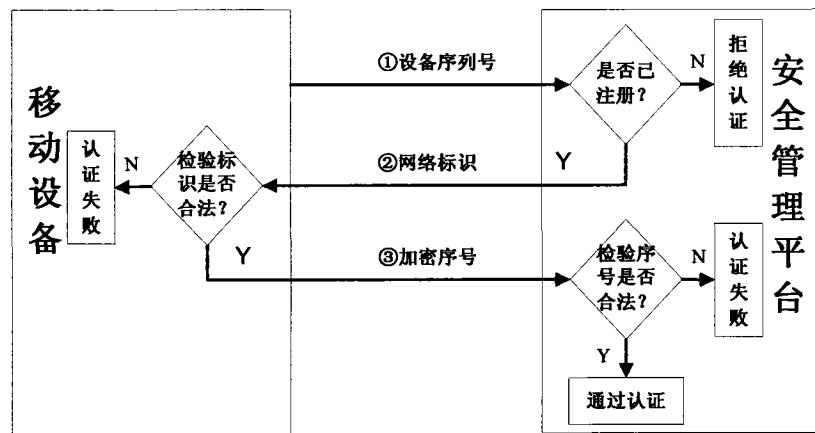 移动设备
①设备序列号
是否已
注册？
N
拒绝认证
安全管理平台
认证失败
N
检验标
识是否
合法？
②网络标识
Y
Y
③加密序号
检验序
号是否
合法？
N
认证失败
Y
通过认证